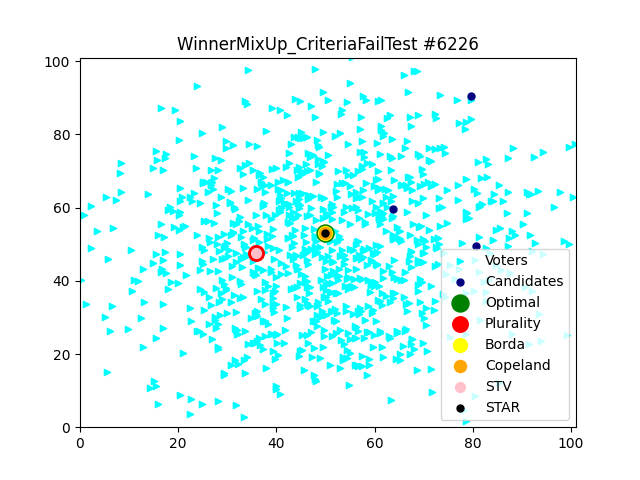 WinnerMixUp_CriteriaFailTest #6226
100
80
60
40
20
0
0
20
40
60
80
100
Voters
Candidates
Optimal
Plurality
Borda
Copeland
STV
STAR